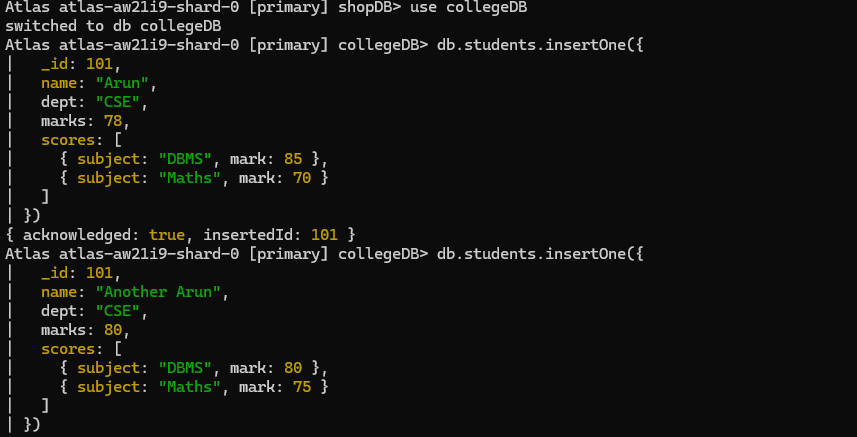 Atlas atlas-aw21i9-shard-0 [primary] shopDB> use collegeDB
switched to db collegeDB
Atlas atlas-aw21i9-shard-0 [primary] collegeDB> db.students.insertOne({
|   _id: 101,
|   name: "Arun",
|   dept: "CSE",
|   marks: 78,
|   scores: [
|     { subject: "DBMS", mark: 85 },
|     { subject: "Maths", mark: 70 }
|   ]
| })
{ acknowledged: true, insertedId: 101 }
Atlas atlas-aw21i9-shard-0 [primary] collegeDB> db.students.insertOne({
|   _id: 101,
|   name: "Another Arun",
|   dept: "CSE",
|   marks: 80,
|   scores: [
|     { subject: "DBMS", mark: 80 },
|     { subject: "Maths", mark: 75 }
|   ]
| })